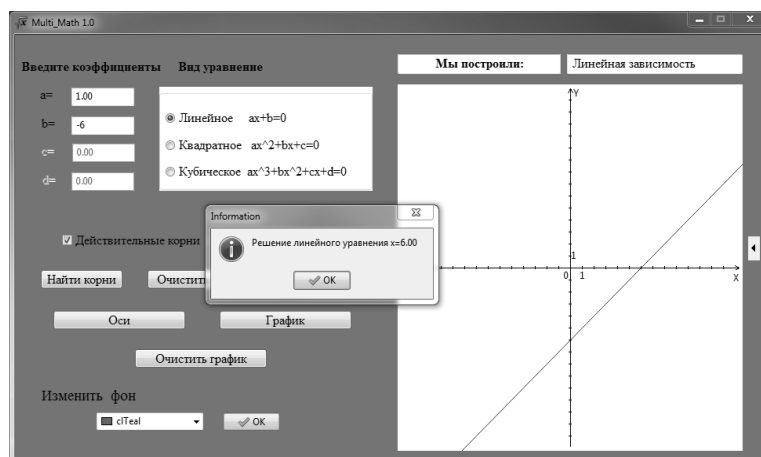 Multi_Math 1.0
Введите коэффициенты Вид уравнение
a= 1.00
b= -6
c= 0.00
d= 0.00
Линейное ax+b=0
Квадратное ax^2+bx+c=0
Кубическое ax^3+bx^2+cx+d=0
Действительные корни
Найти корни
Оси
График
Очистить график
Изменить фон
clTeal
OK
Information
Решение линейного уравнения x=6.00
OK
Мы построили: Линейная зависимость
Y
1
0 1
X